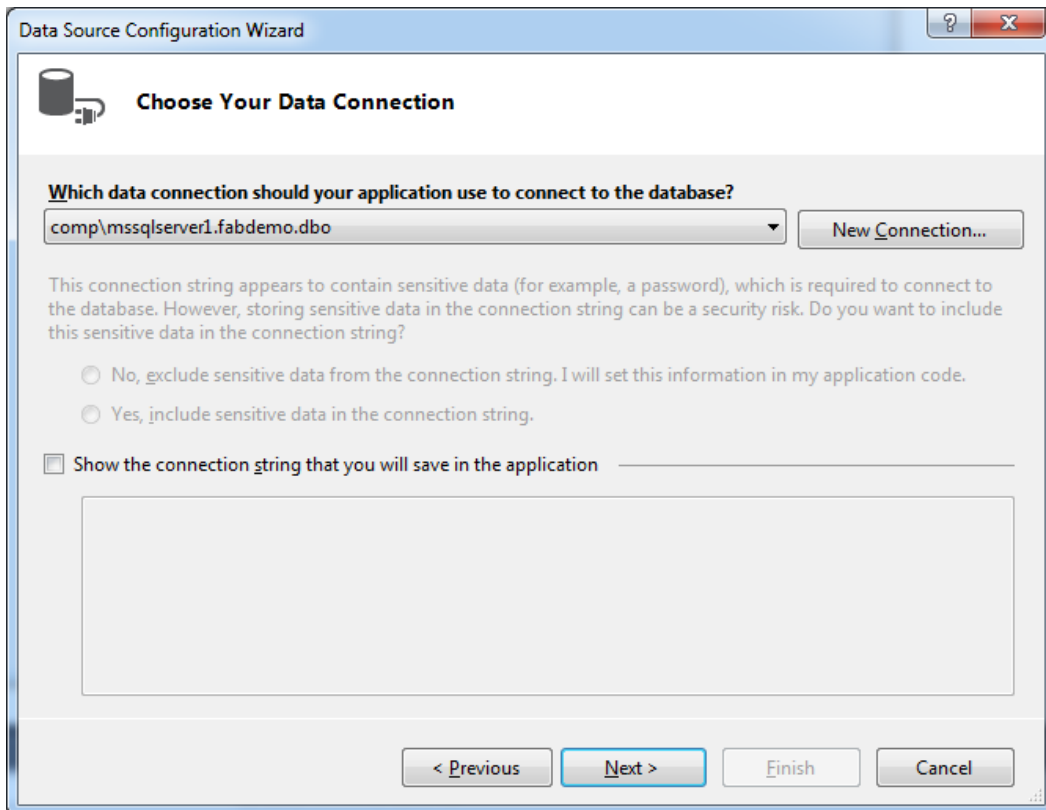 Data Source Configuration Wizard
Choose Your Data Connection
Which data connection should your application use to connect to the database?
comp\mssqlserver1.fabdemo.dbo
New Connection...
This connection string appears to contain sensitive data (for example, a password), which is required to connect to
the database. However, storing sensitive data in the connection string can be a security risk. Do you want to include
this sensitive data in the connection string?
No, exclude sensitive data from the connection string. I will set this information in my application code.
Yes, include sensitive data in the connection string.
Show the connection string that you will save in the application
< Previous
Next >
Finish
Cancel